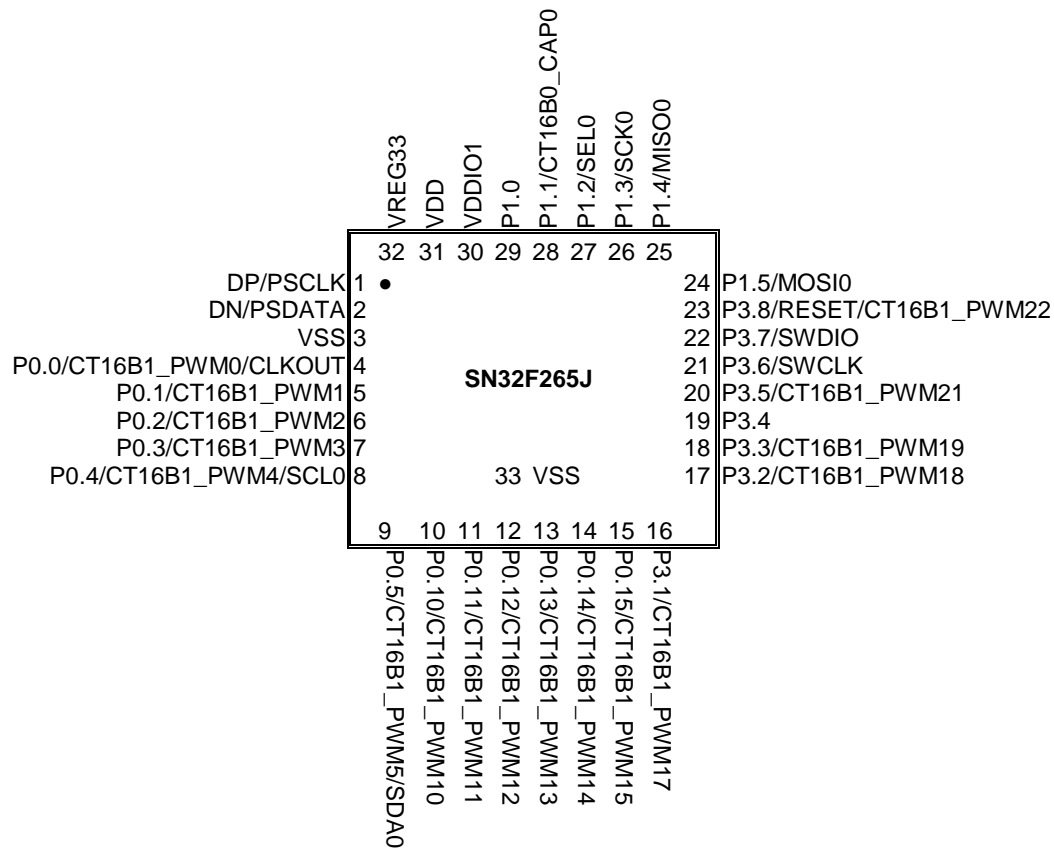 VREG33
VDD
VDDIO1
P1.0
P1.1/CT16B0_CAP0
P1.2/SEL0
P1.3/SCK0
P1.4/MISO0
32 31 30 29 28 27 26 25
DP/PSCLK 1
24 P1.5/MOSI0
DN/PSDATA 2
23 P3.8/RESET/CT16B1_PWM22
VSS 3
22 P3.7/SWDIO
P0.0/CT16B1_PWM0/CLKOUT 4
21 P3.6/SWCLK
SN32F265J
P0.1/CT16B1_PWM1 5
20 P3.5/CT16B1_PWM21
P0.2/CT16B1_PWM2 6
19 P3.4
P0.3/CT16B1_PWM3 7
18 P3.3/CT16B1_PWM19
P0.4/CT16B1_PWM4/SCL0 8
33 VSS
17 P3.2/CT16B1_PWM18
9 10 11 12 13 14 15 16
P0.5/CT16B1_PWM5/SDA0
P0.10/CT16B1_PWM10
P0.11/CT16B1_PWM11
P0.12/CT16B1_PWM12
P0.13/CT16B1_PWM13
P0.14/CT16B1_PWM14
P0.15/CT16B1_PWM15
P3.1/CT16B1_PWM17